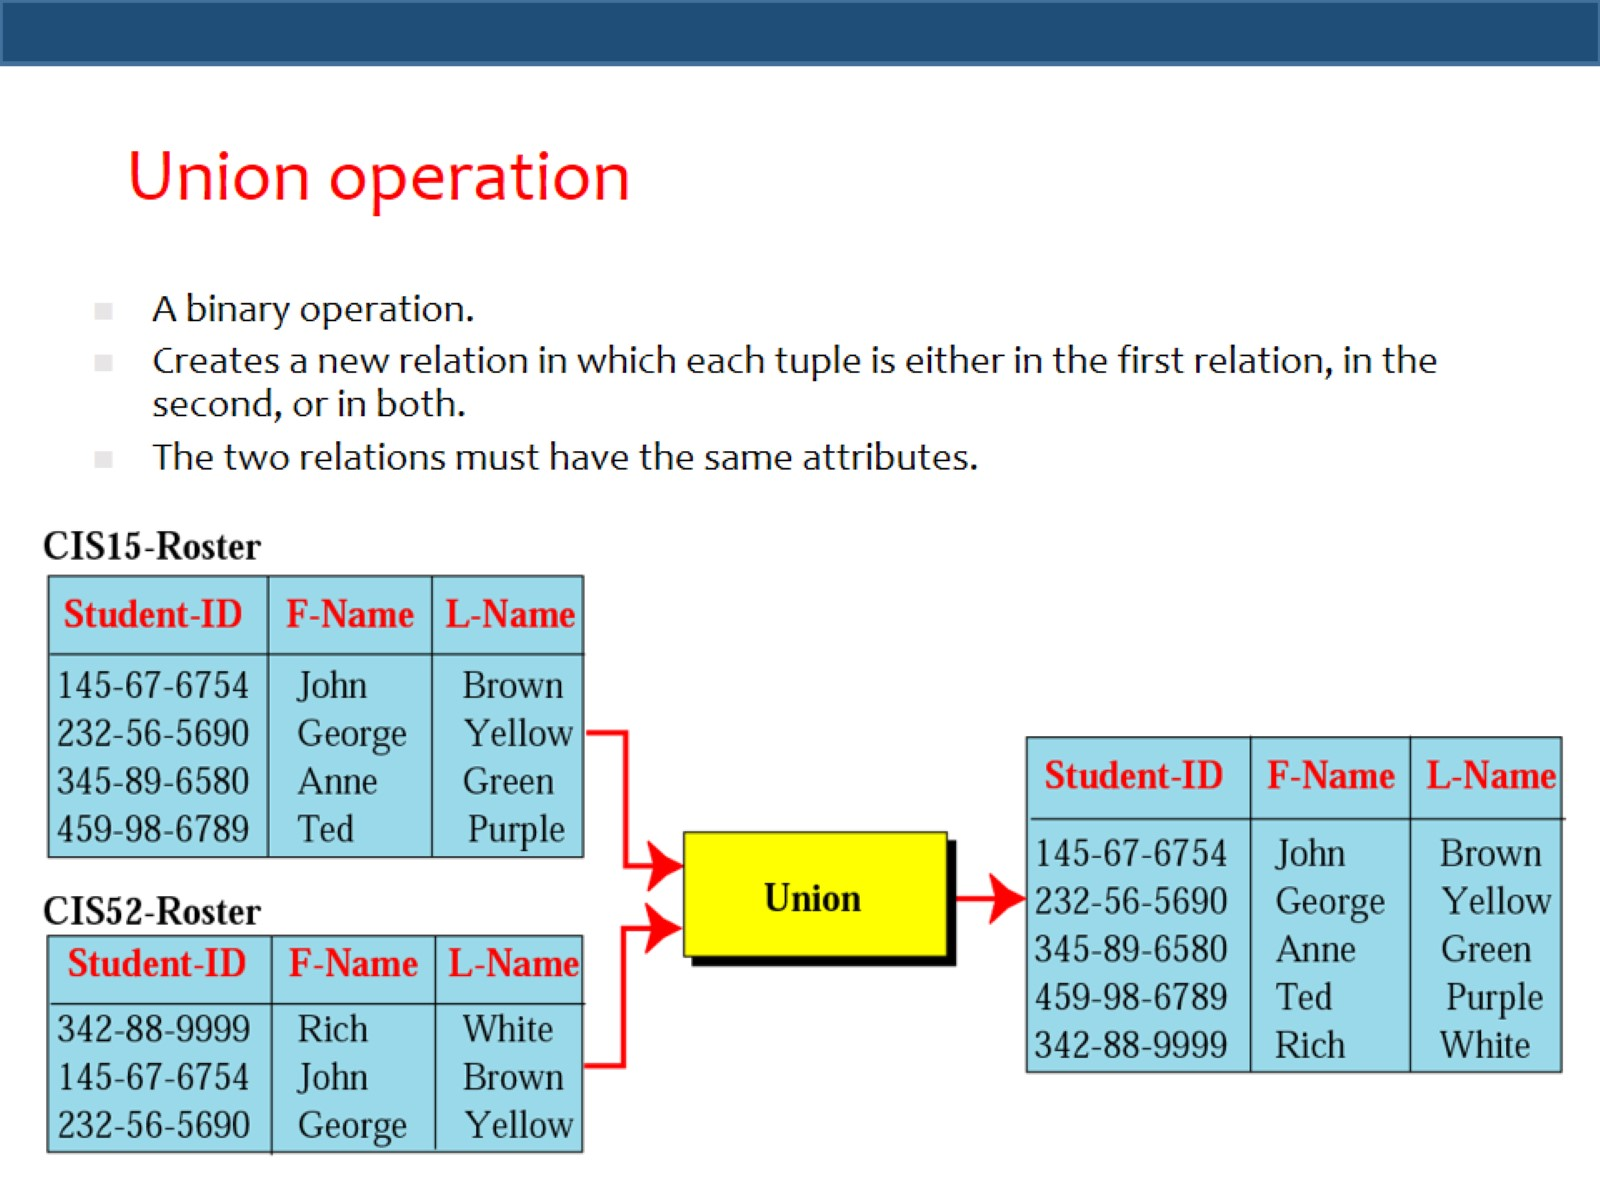 Union operation
A binary operation.
Creates a new relation in which each tuple is either in the first relation, in the
second, or in both.
The two relations must have the same attributes.
CIS15-Roster
Student-ID F-Name L-Name
145-67-6754 John Brown
232-56-5690 George Yellow
345-89-6580 Anne Green
459-98-6789 Ted Purple
CIS52-Roster
Student-ID F-Name L-Name
342-88-9999 Rich White
145-67-6754 John Brown
232-56-5690 George Yellow
Union
Student-ID F-Name L-Name
145-67-6754 John Brown
232-56-5690 George Yellow
345-89-6580 Anne Green
459-98-6789 Ted Purple
342-88-9999 Rich White